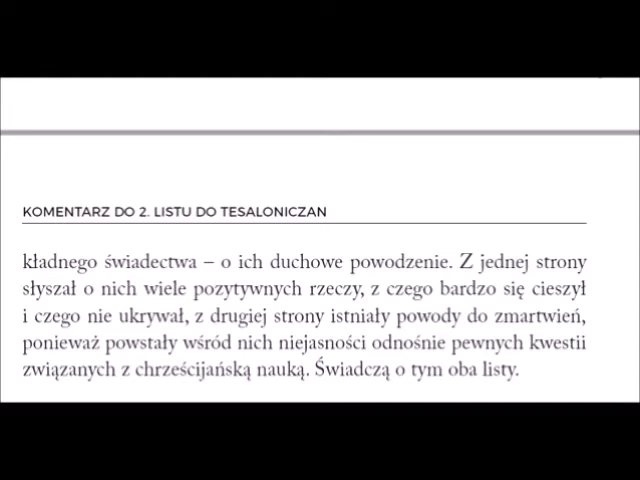 KOMENTARZ DO 2. LISTU DO TESALONICZAN
kładnego świadectwa – o ich duchowe powodzenie. Z jednej strony
słyszał o nich wiele pozytywnych rzeczy, z czego bardzo się cieszył
i czego nie ukrywał, z drugiej strony istniały powody do zmartwień,
ponieważ powstały wśród nich niejasności odnośnie pewnych kwestii
związanych z chrześcijańską nauką. Świadczą o tym oba listy.